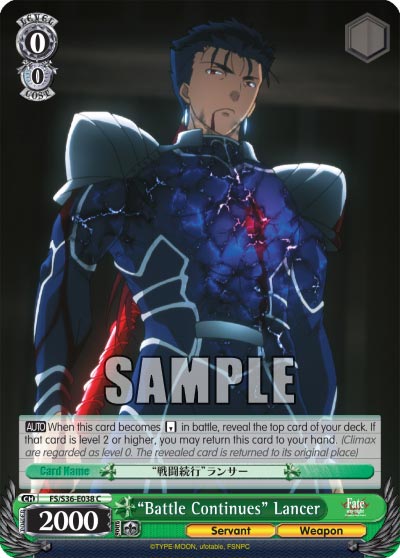 LEVEL
0
0
COST
SAMPLE
AUTO When this card becomes in battle, reveal the top card of your deck. If
that card is level 2 or higher, you may return this card to your hand. (Climax
are regarded as level 0. The revealed card is returned to its original place)
Card Name "戦闘続行"ランサー
CH FS/S36-E038 C
"Battle Continues" Lancer
Fate
2000
POWER
Servant Weapon
©TYPE-MOON, ufotable, FSNPC